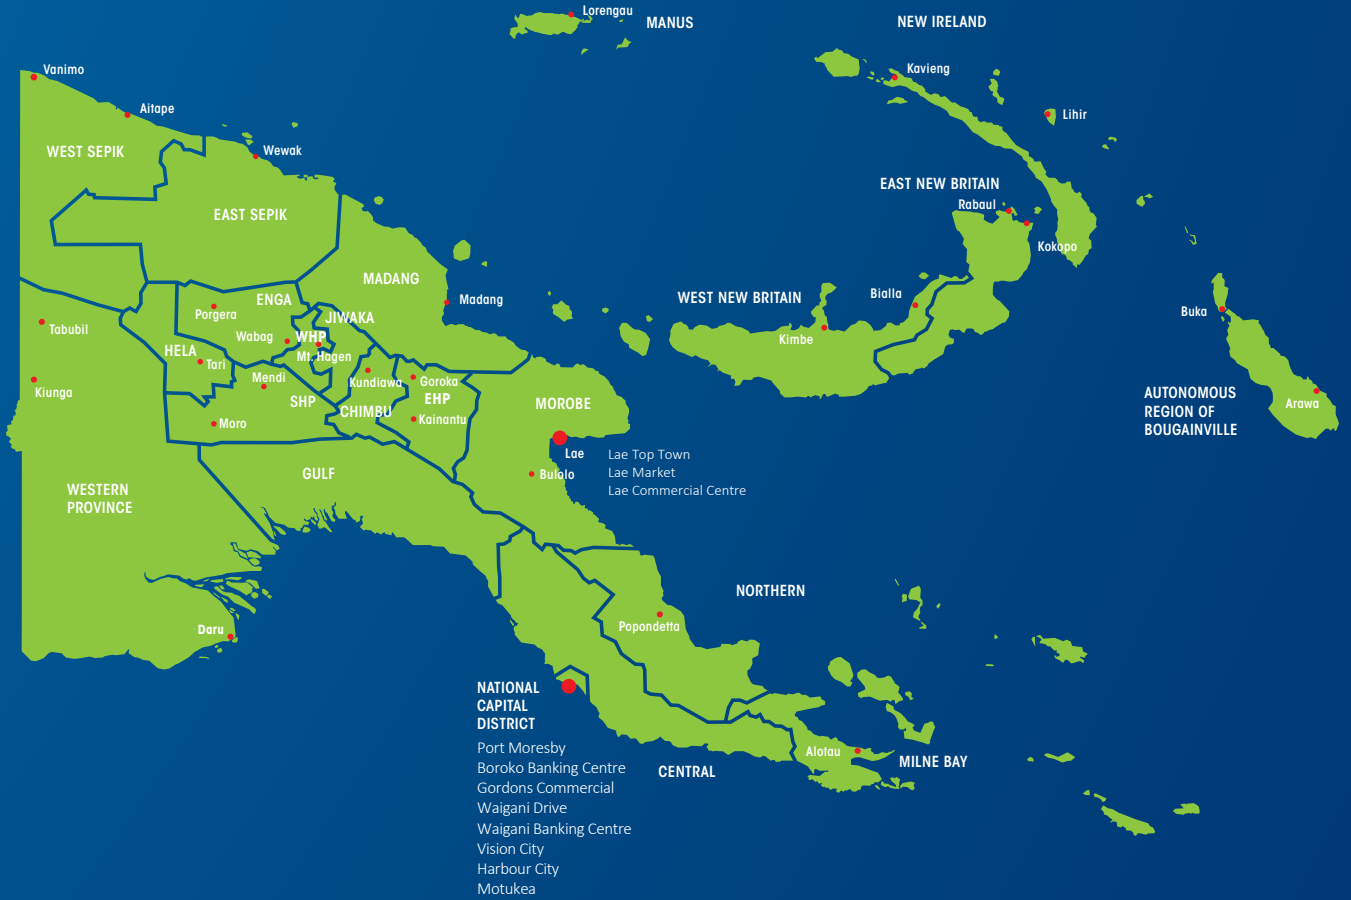 Lorengau
MANUS
NEW IRELAND
Vanimo
Kavieng
Aitape
Lihir
WEST SEPIK
Wewak
EAST NEW BRITAIN
Rabaul
EAST SEPIK
Kokopo
MADANG
Bialla
ENGA
Madang
WEST NEW BRITAIN
Porgera
JIWAKA
Buka
Tabubil
Wabag
WHP
Kimbe
HELA
Mt. Hagen
Tari
Mendi
Kundiawa
Goroka
Kiunga
SHP
EHP
MOROBE
AUTONOMOUS
REGION OF
BOUGAINVILLE
Arawa
CHIMBU
Kainantu
Moro
Lae
Lae Top Town
Lae Market
Lae Commercial Centre
GULF
Bulolo
WESTERN
PROVINCE
NORTHERN
Popondetta
Daru
NATIONAL
CAPITAL
DISTRICT
Port Moresby
Boroko Banking Centre
Gordons Commercial
Waigani Drive
Waigani Banking Centre
Vision City
Harbour City
Motukea
CENTRAL
Alotau
MILNE BAY